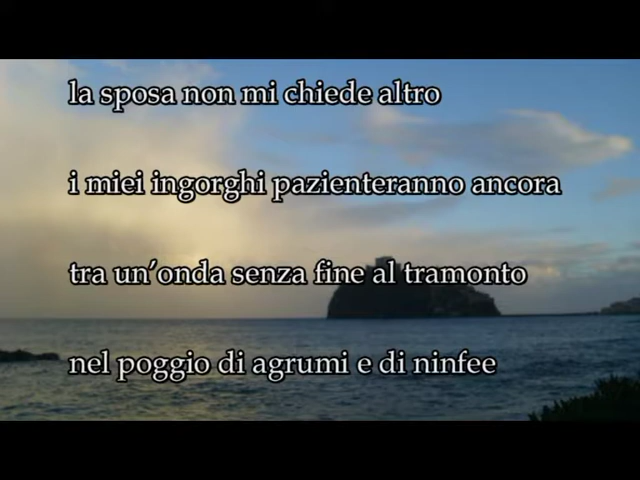 la sposa non mi chiede altro
i miei ingorghi pazienteranno ancora
tra un'onda senza fine al tramonto
nel poggio di agrumi e di ninfee